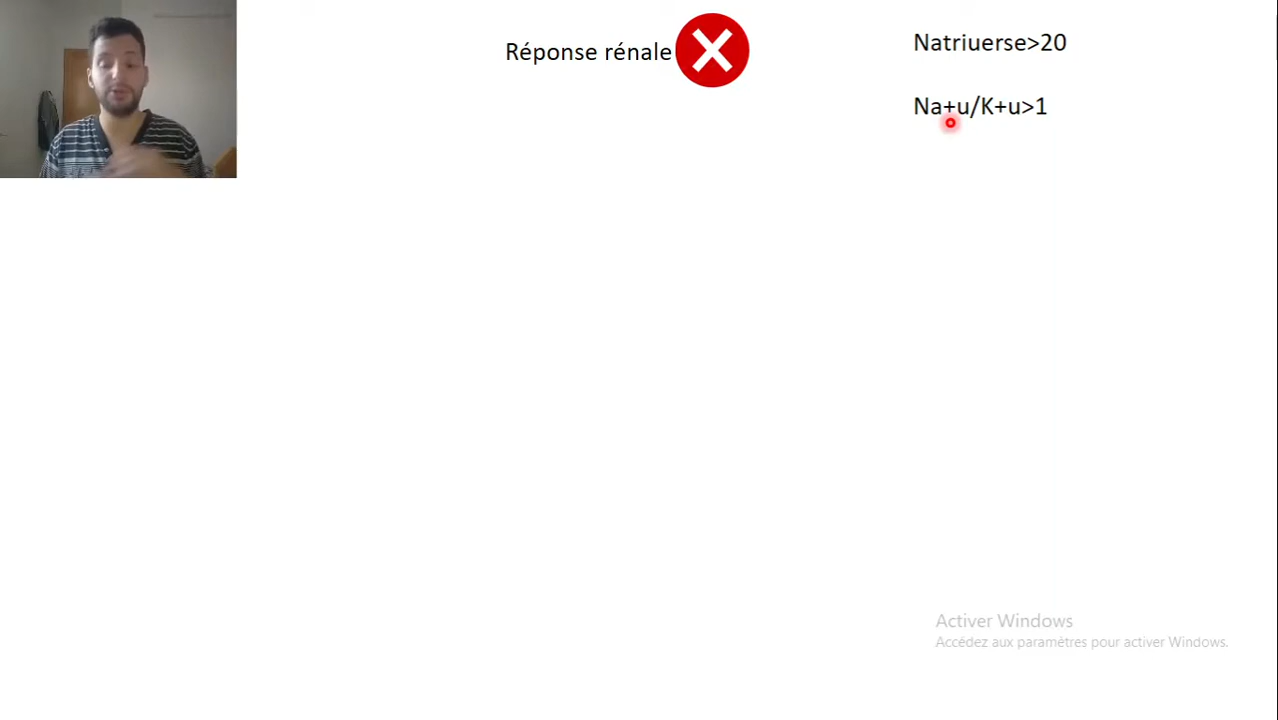 Réponse rénale
Natriuerse>20
Na+u/K+u>1
Activer Windows
Accédez aux paramètres pour activer Windows.